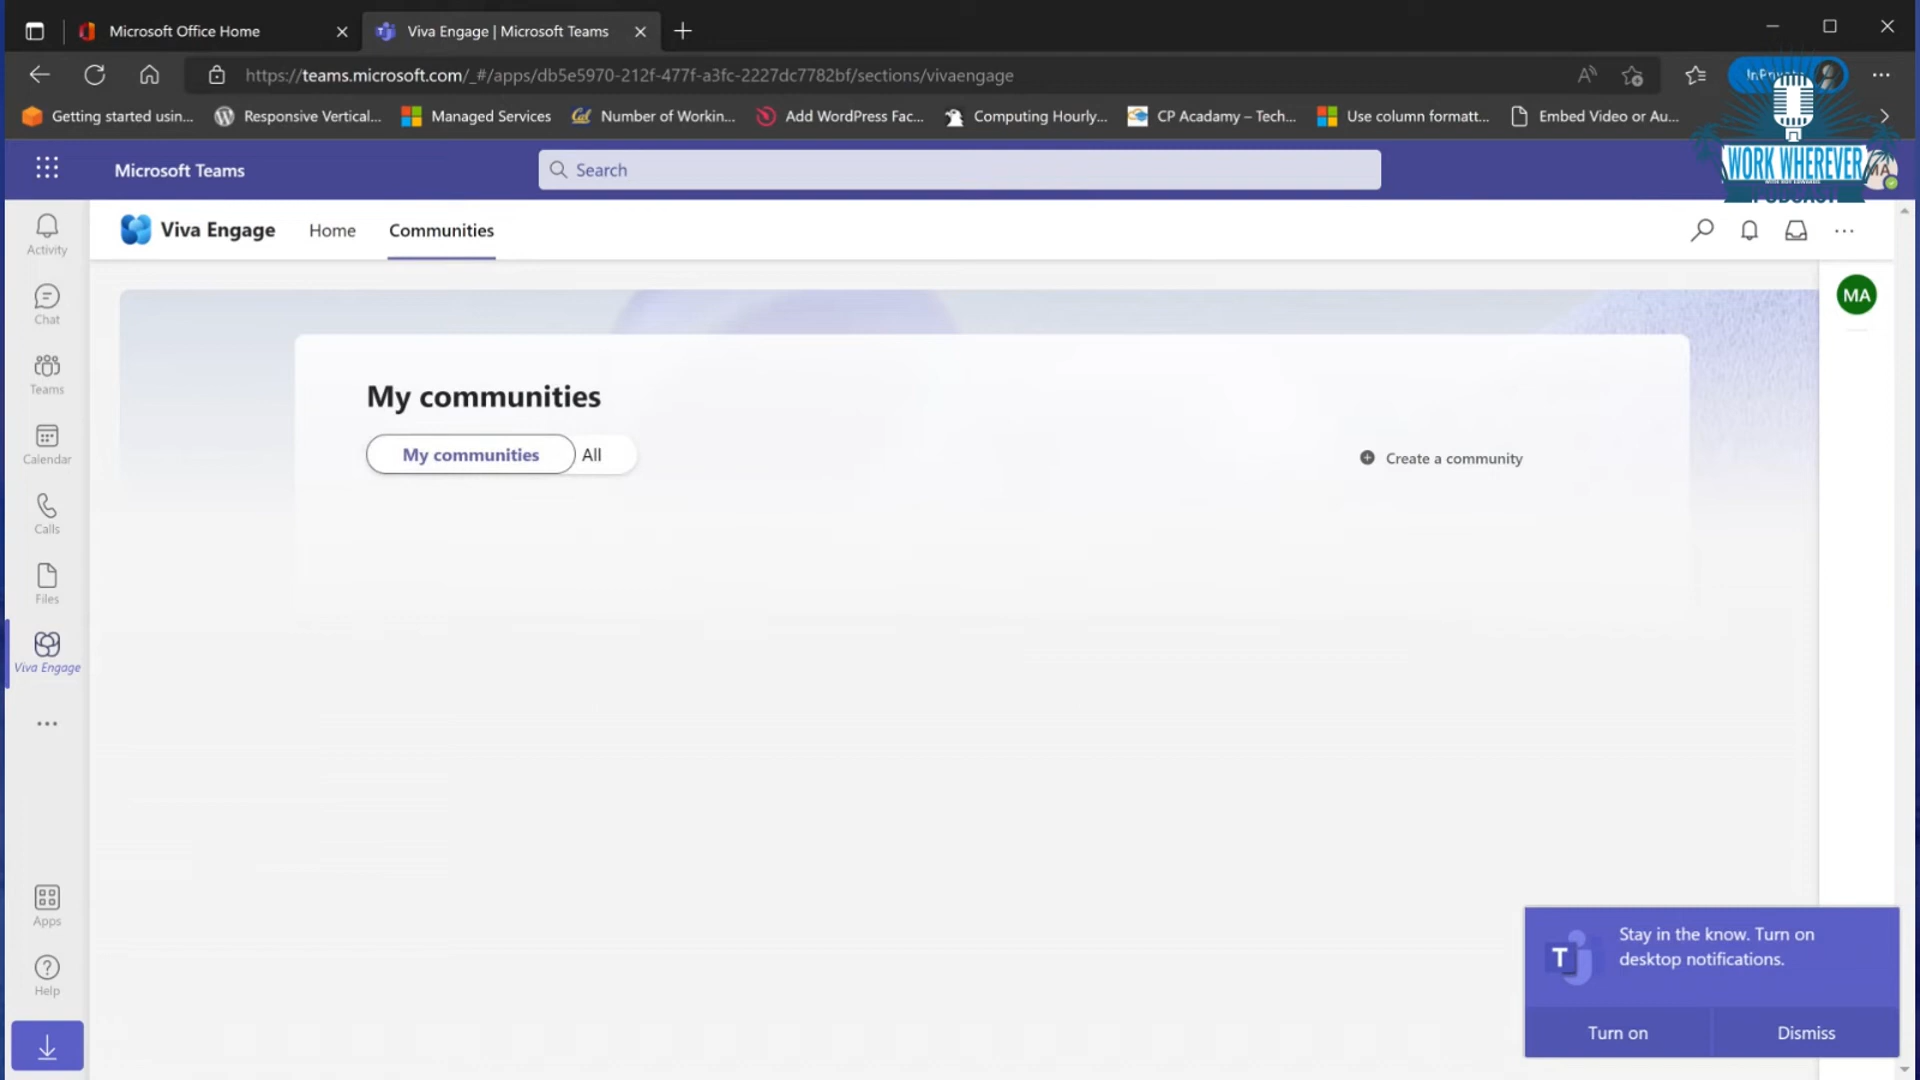 Microsoft Office Home
Viva Engage | Microsoft Teams
https://teams.microsoft.com/_#/apps/db5e5970-212f-477f-a3fc-2227dc7782bf/sections/vivaengage
Getting started usin...
Responsive Vertical...
Managed Services
Number of Workin...
Add WordPress Fac...
Computing Hourly...
CP Acadamy – Tech...
Use column formatt...
Embed Video or Au...
WORK WHEREVER
PODCAST
Microsoft Teams
Search
Viva Engage
Home
Communities
Activity
Chat
Teams
Calendar
Calls
Files
Viva Engage
Apps
Help
MA
My communities
My communities
All
Create a community
T
Stay in the know. Turn on
desktop notifications.
Turn on
Dismiss